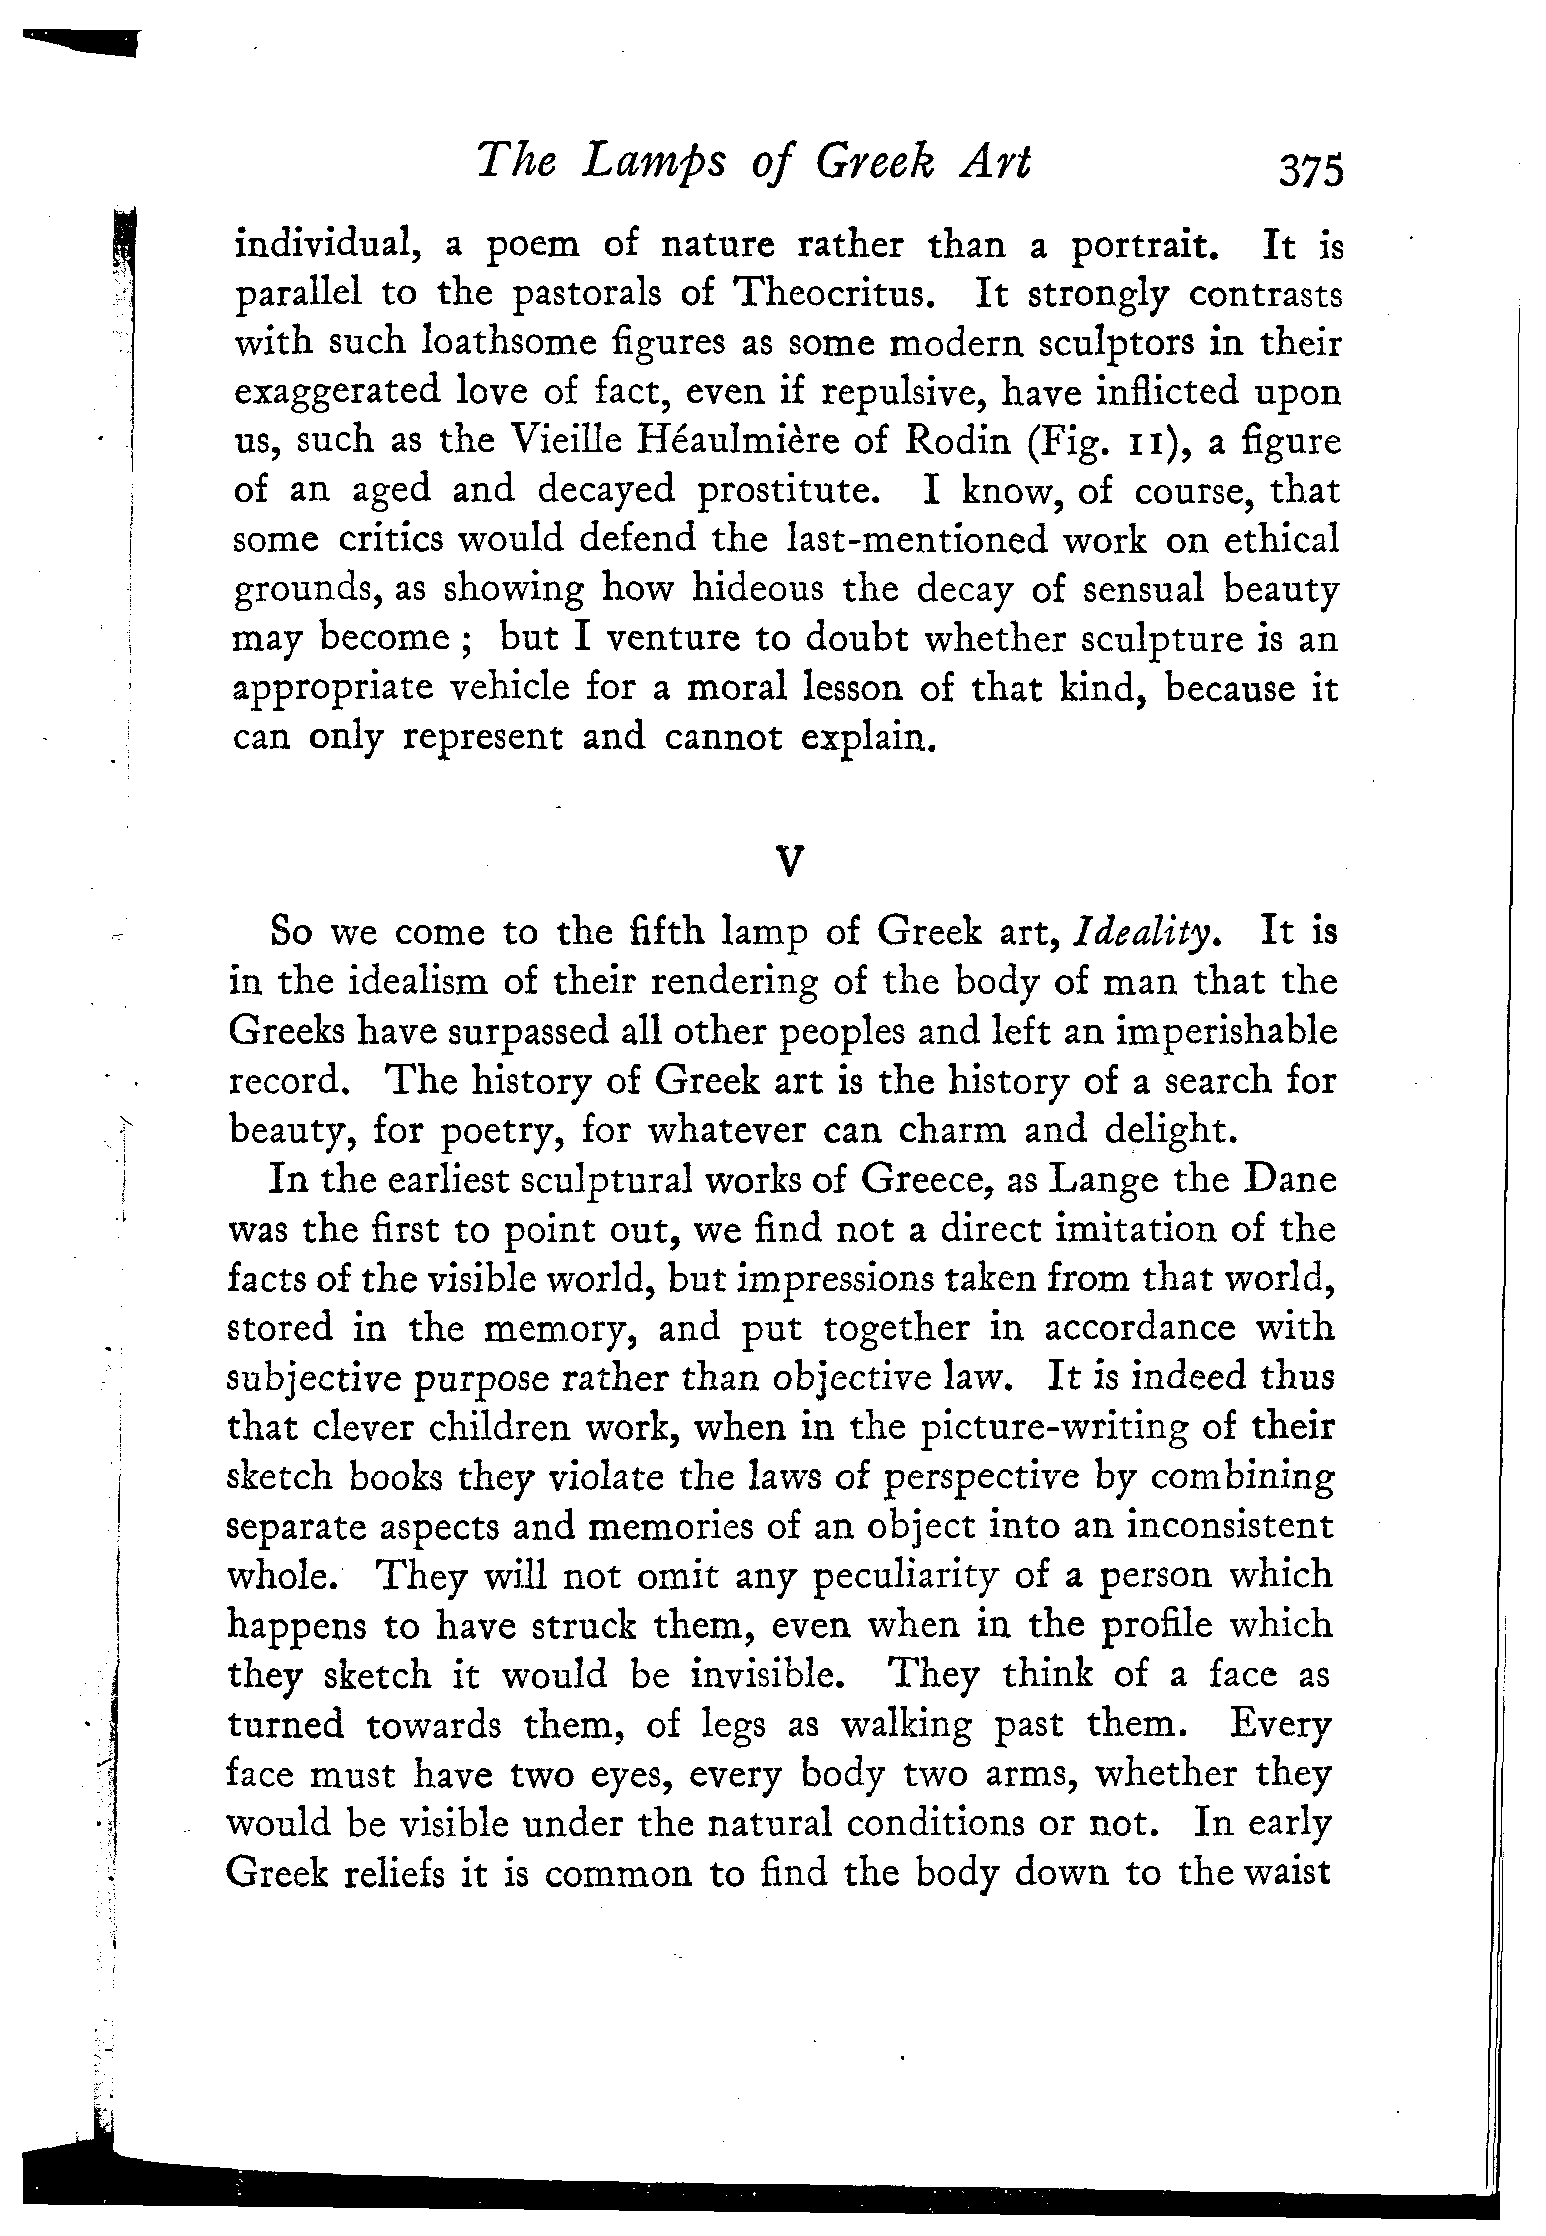 The Lamps of Greek Art 375
individual, a poem of nature rather than a portrait. It is
parallel to the pastorals of Theocritus. It strongly contrasts
with such loathsome figures as some modern sculptors in their
exaggerated love of fact, even if repulsive, have inflicted upon
us, such as the Vieille Héaulmière of Rodin (Fig. 11), a figure
of an aged and decayed prostitute. I know, of course, that
some critics would defend the last-mentioned work on ethical
grounds, as showing how hideous the decay of sensual beauty
may become ; but I venture to doubt whether sculpture is an
appropriate vehicle for a moral lesson of that kind, because it
can only represent and cannot explain.
V
So we come to the fifth lamp of Greek art, Ideality. It is
in the idealism of their rendering of the body of man that the
Greeks have surpassed all other peoples and left an imperishable
record. The history of Greek art is the history of a search for
beauty, for poetry, for whatever can charm and delight.
In the earliest sculptural works of Greece, as Lange the Dane
was the first to point out, we find not a direct imitation of the
facts of the visible world, but impressions taken from that world,
stored in the memory, and put together in accordance with
subjective purpose rather than objective law. It is indeed thus
that clever children work, when in the picture-writing of their
sketch books they violate the laws of perspective by combining
separate aspects and memories of an object into an inconsistent
whole. They will not omit any peculiarity of a person which
happens to have struck them, even when in the profile which
they sketch it would be invisible. They think of a face as
turned towards them, of legs as walking past them. Every
face must have two eyes, every body two arms, whether they
would be visible under the natural conditions or not. In early
Greek reliefs it is common to find the body down to the waist